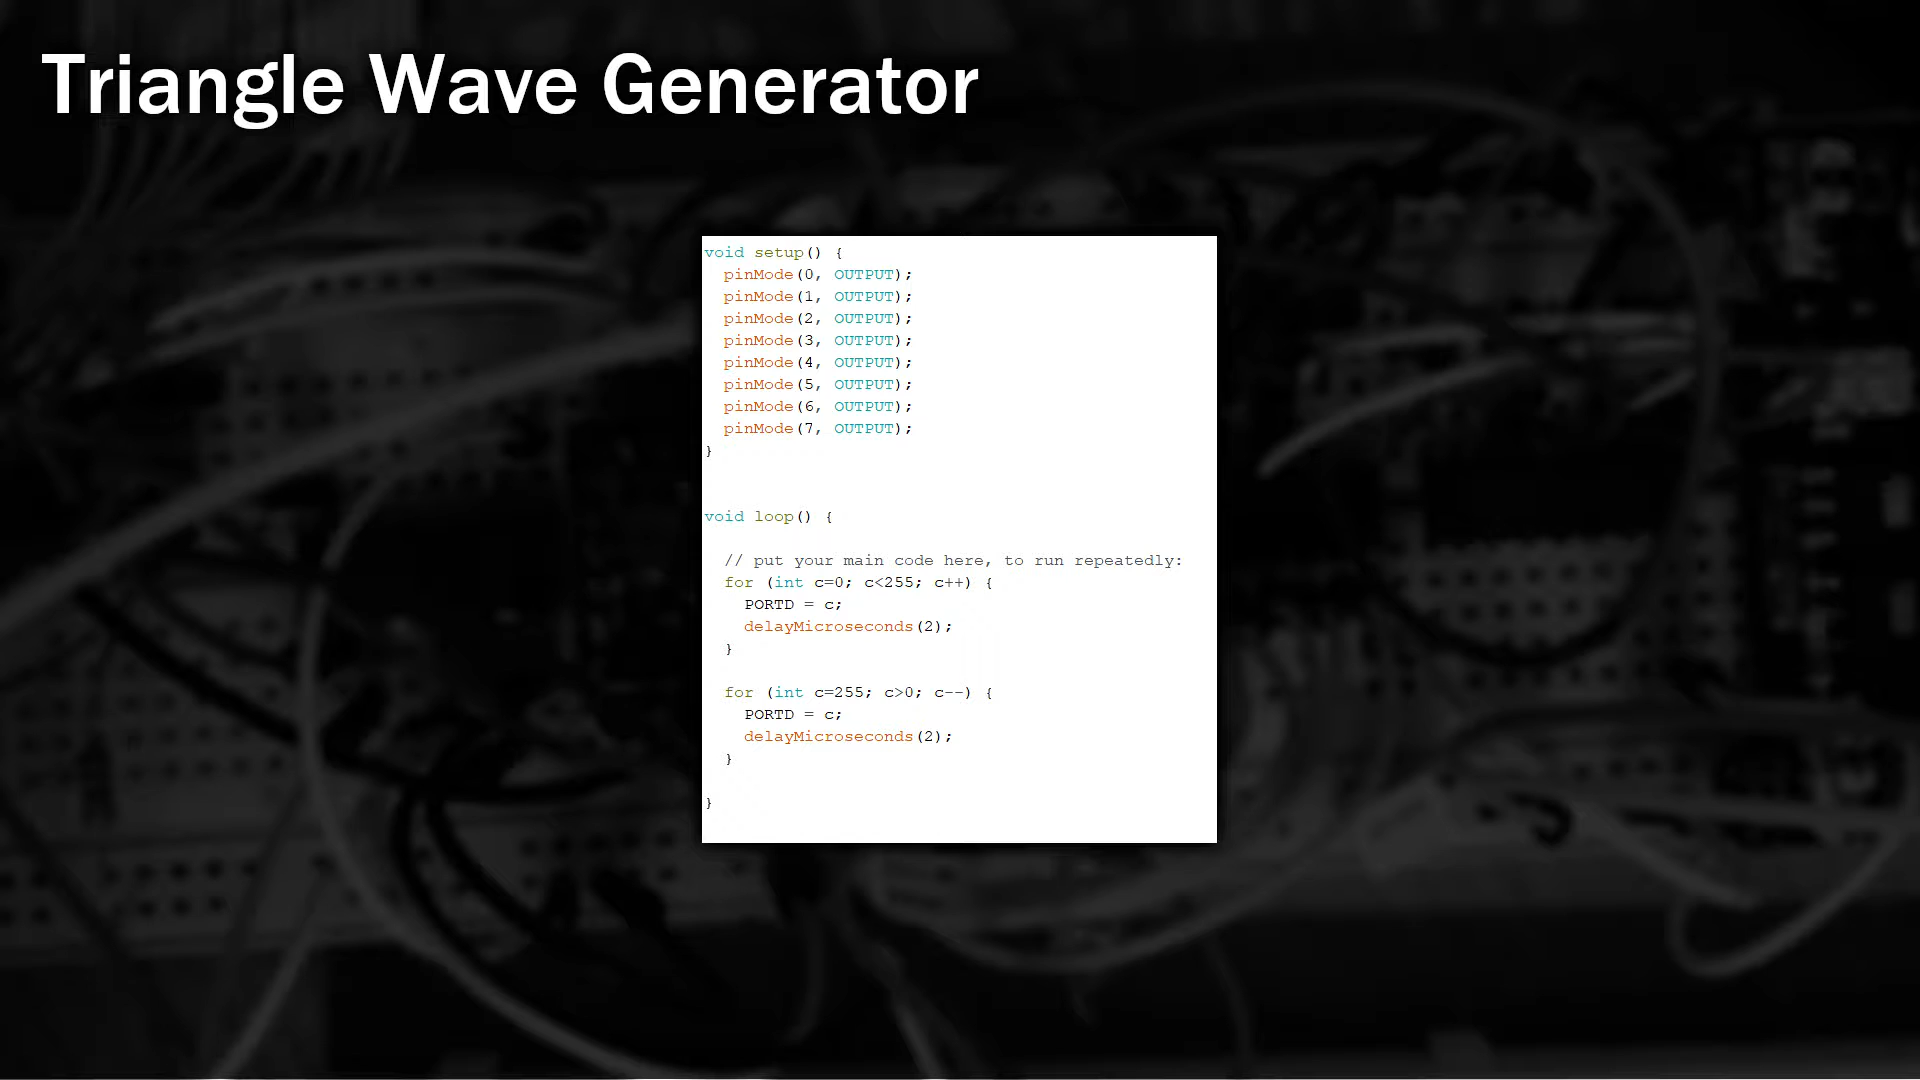 Triangle Wave Generator
void setup() {
  pinMode(0, OUTPUT);
  pinMode(1, OUTPUT);
  pinMode(2, OUTPUT);
  pinMode(3, OUTPUT);
  pinMode(4, OUTPUT);
  pinMode(5, OUTPUT);
  pinMode(6, OUTPUT);
  pinMode(7, OUTPUT);
}
void loop() {
  // put your main code here, to run repeatedly:
  for (int c=0; c<255; c++) {
    PORTD = c;
    delayMicroseconds(2);
  }
  for (int c=255; c>0; c--) {
    PORTD = c;
    delayMicroseconds(2);
  }
}